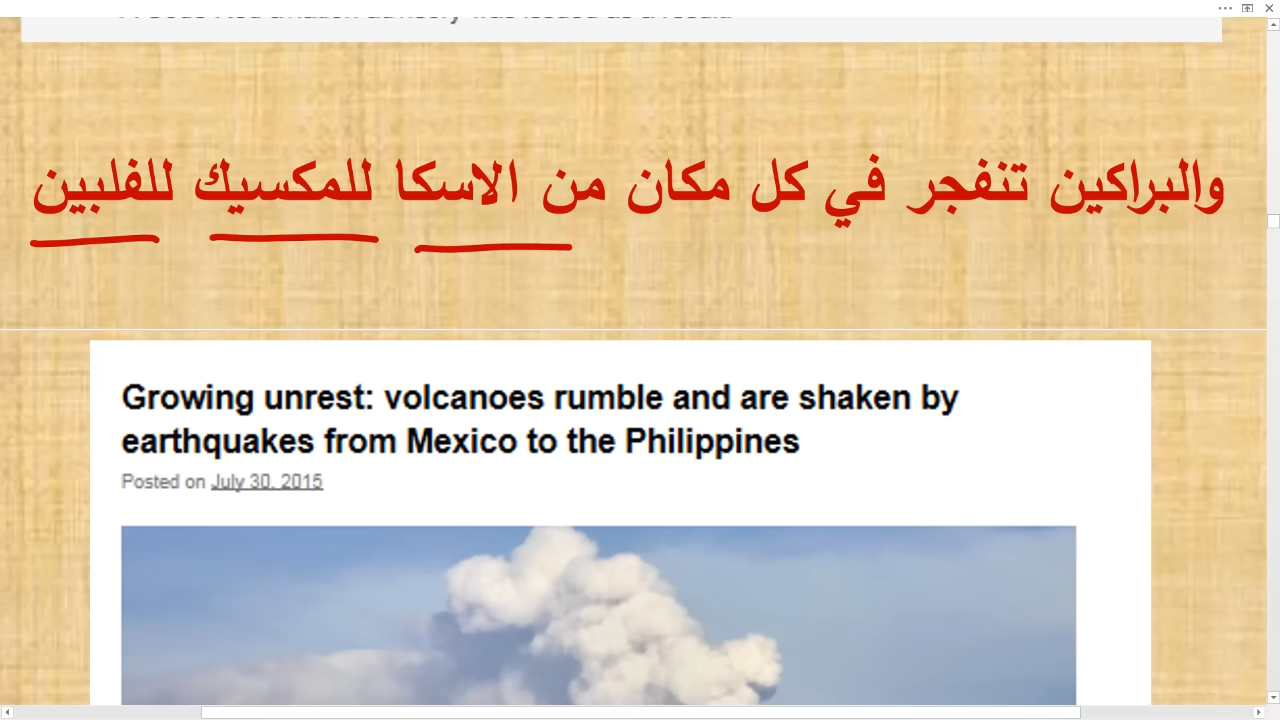 والبراكين تنفجر في كل مكان من الاسكا للمكسيك للفلبين
Growing unrest: volcanoes rumble and are shaken by
earthquakes from Mexico to the Philippines
Posted on July 30, 2015